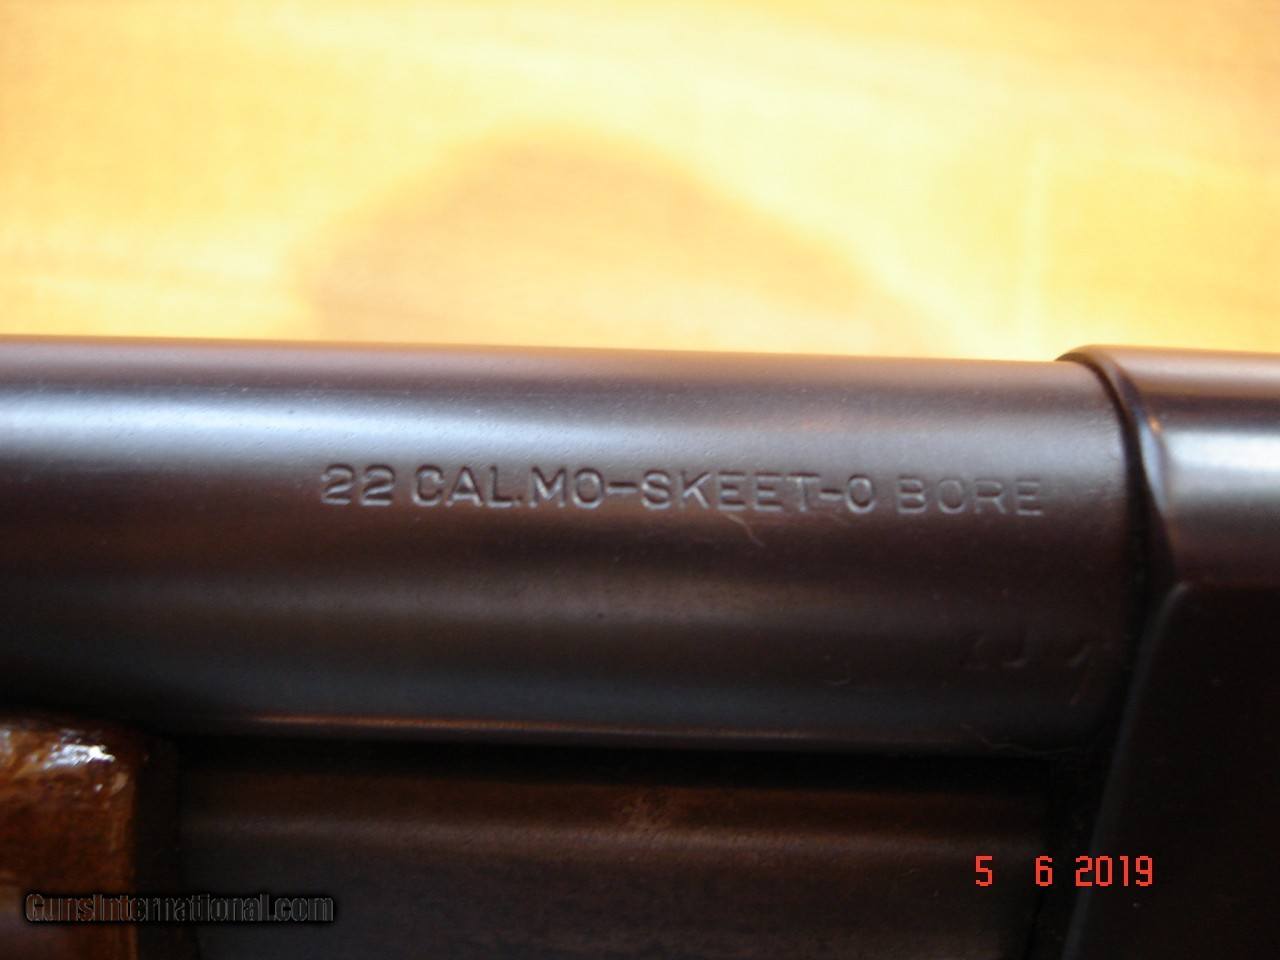 22 CAL.MO-SKEET-O BORE
5 6 2019
GunsInternational.com